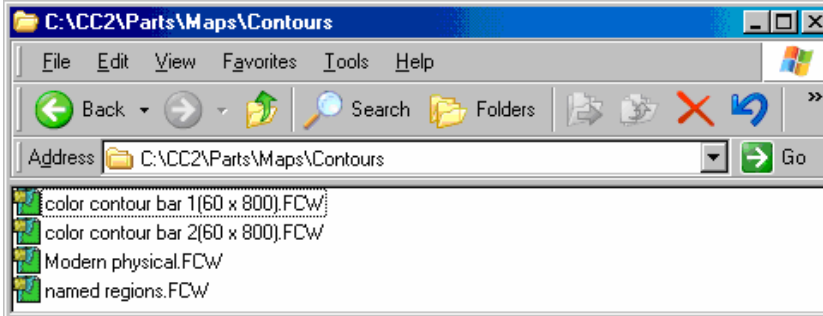 C:\CC2\Parts\Maps\Contours
File Edit View Favorites Tools Help
Back Search Folders »
Address C:\CC2\Parts\Maps\Contours Go
color contour bar 1(60 x 800).FCW
color contour bar 2(60 x 800).FCW
Modern physical.FCW
named regions.FCW